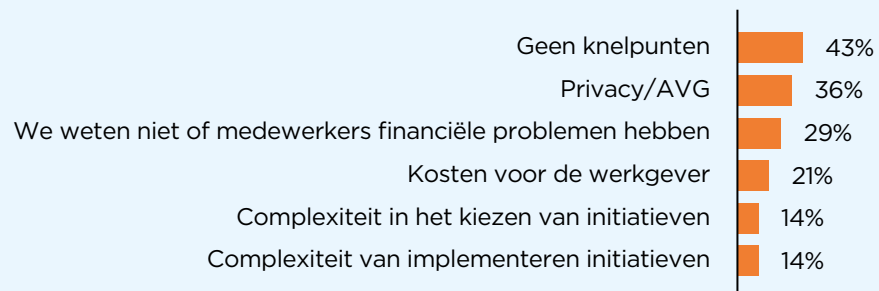 Geen knelpunten 43%
Privacy/AVG 36%
We weten niet of medewerkers financiële problemen hebben 29%
Kosten voor de werkgever 21%
Complexiteit in het kiezen van initiatieven 14%
Complexiteit van implementeren initiatieven 14%